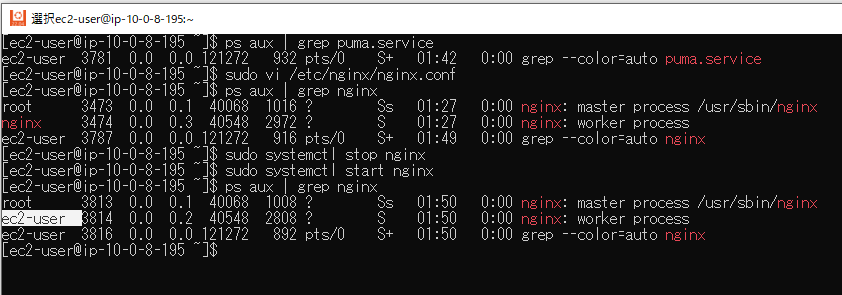 選択ec2-user@ip-10-0-8-195:~
[ec2-user@ip-10-0-8-195 ~]$ ps aux | grep puma.service
ec2-user  3781  0.0  0.0 121272   932 pts/0    S+   01:42   0:00 grep --color=auto puma.service
[ec2-user@ip-10-0-8-195 ~]$ sudo vi /etc/nginx/nginx.conf
[ec2-user@ip-10-0-8-195 ~]$ ps aux | grep nginx
root      3473  0.0  0.1  40068  1016 ?        Ss   01:27   0:00 nginx: master process /usr/sbin/nginx
nginx     3474  0.0  0.3  40548  2972 ?        S    01:27   0:00 nginx: worker process
ec2-user  3787  0.0  0.0 121272   916 pts/0    S+   01:49   0:00 grep --color=auto nginx
[ec2-user@ip-10-0-8-195 ~]$ sudo systemctl stop nginx
[ec2-user@ip-10-0-8-195 ~]$ sudo systemctl start nginx
[ec2-user@ip-10-0-8-195 ~]$ ps aux | grep nginx
root      3813  0.0  0.1  40068  1008 ?        Ss   01:50   0:00 nginx: master process /usr/sbin/nginx
ec2-user  3814  0.0  0.2  40548  2808 ?        S    01:50   0:00 nginx: worker process
ec2-user  3816  0.0  0.0 121272   892 pts/0    S+   01:50   0:00 grep --color=auto nginx
[ec2-user@ip-10-0-8-195 ~]$